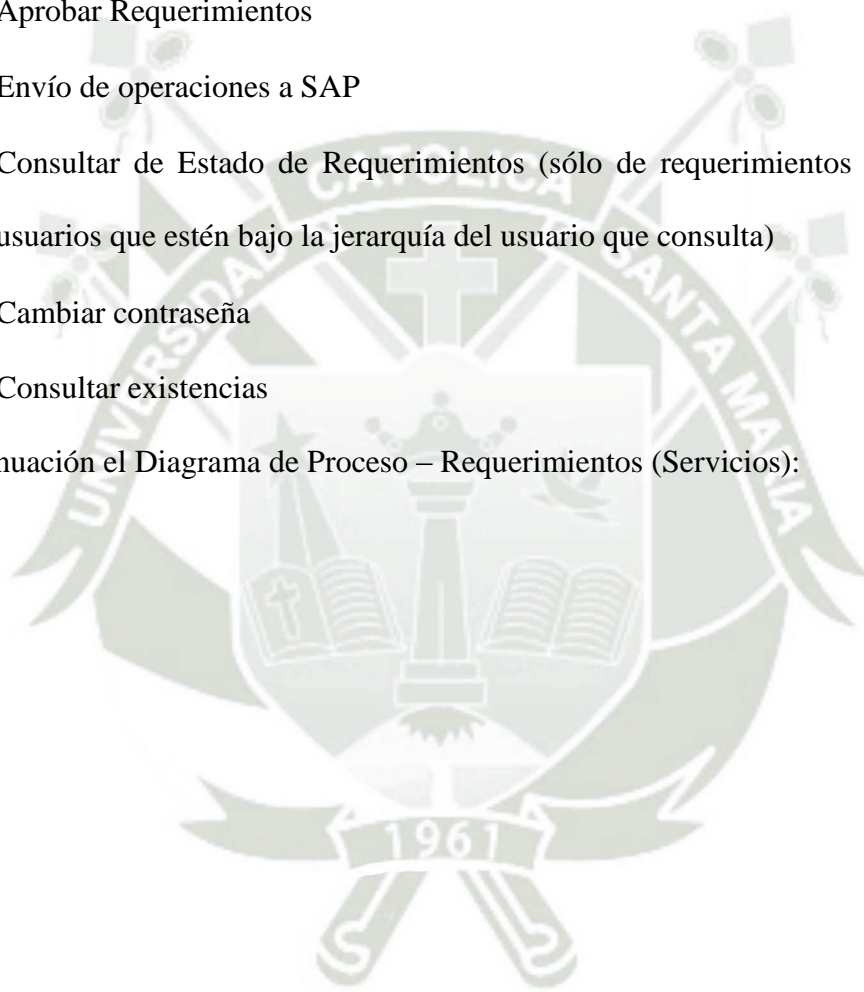 Aprobar Requerimientos
Envío de operaciones a SAP
Consultar de Estado de Requerimientos (sólo de requerimientos
usuarios que estén bajo la jerarquía del usuario que consulta)
Cambiar contraseña
Consultar existencias
nuación el Diagrama de Proceso – Requerimientos (Servicios):
UNIVERSIDAD CATOLICA SANTA MARIA
1961